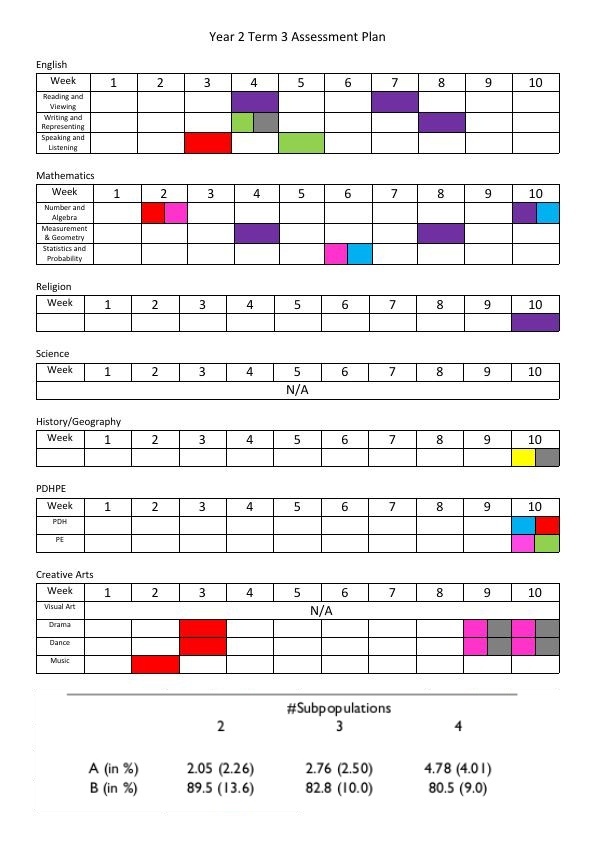 Year 2 Term 3 Assessment Plan
English
Week 1 2 3 4 5 6 7 8 9 10
Reading and
Viewing
Writing and
Representing
Speaking and
Listening
Mathematics
Week 1 2 3 4 5 6 7 8 9 10
Number and
Algebra
Measurement
& Geometry
Statistics and
Probability
Religion
Week 1 2 3 4 5 6 7 8 9 10
Science
Week 1 2 3 4 5 6 7 8 9 10
N/A
History/Geography
Week 1 2 3 4 5 6 7 8 9 10
PDHPE
Week 1 2 3 4 5 6 7 8 9 10
PDH
PE
Creative Arts
Week 1 2 3 4 5 6 7 8 9 10
Visual Art N/A
Drama
Dance
Music
#Subpopulations
2 3 4
A (in %) 2.05 (2.26) 2.76 (2.50) 4.78 (4.01)
B (in %) 89.5 (13.6) 82.8 (10.0) 80.5 (9.0)